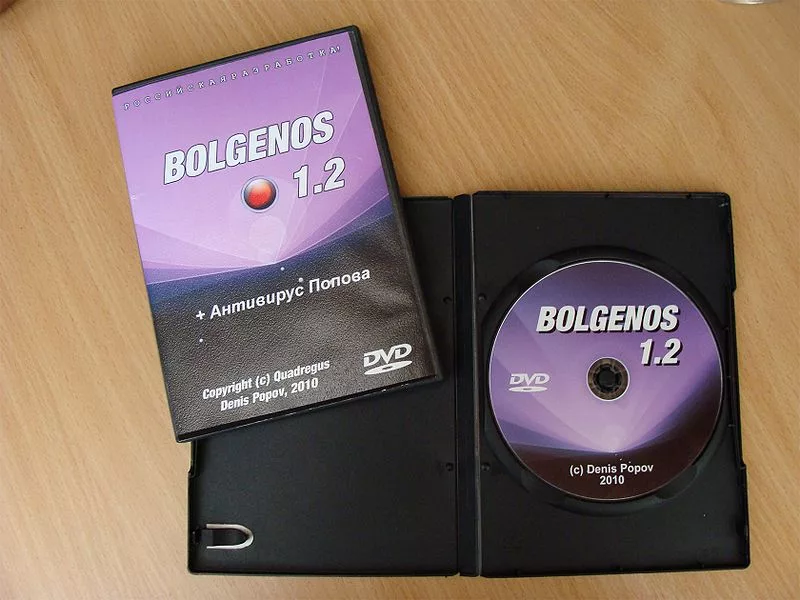 РОССИЙСКАЯ РАЗРАБОТКА!
BOLGENOS
1.2
+ Антивирус Попова
Copyright (c) Quadregus
Denis Popov, 2010
DVD
BOLGENOS
1.2
DVD
(c) Denis Popov
2010